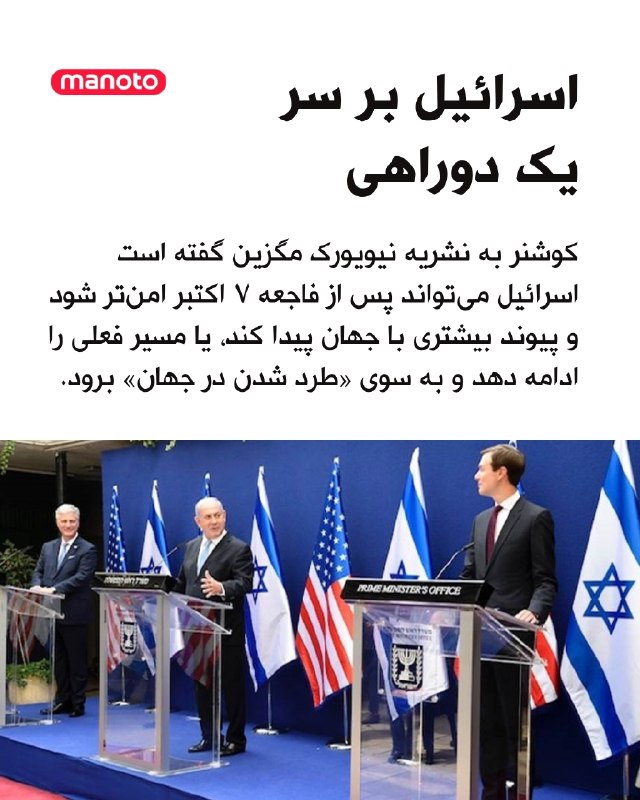 manoto
اسرائیل بر سر
یک دوراهی
کوشنر به نشریه نیویورک مگزین گفته است
اسرائیل می‌تواند پس از فاجعه ۷ اکتبر امن‌تر شود
و پیوند بیشتری با جهان پیدا کند، یا مسیر فعلی را
ادامه دهد و به سوی «طرد شدن در جهان» برود.
PRIME MINISTER'S OFFICE